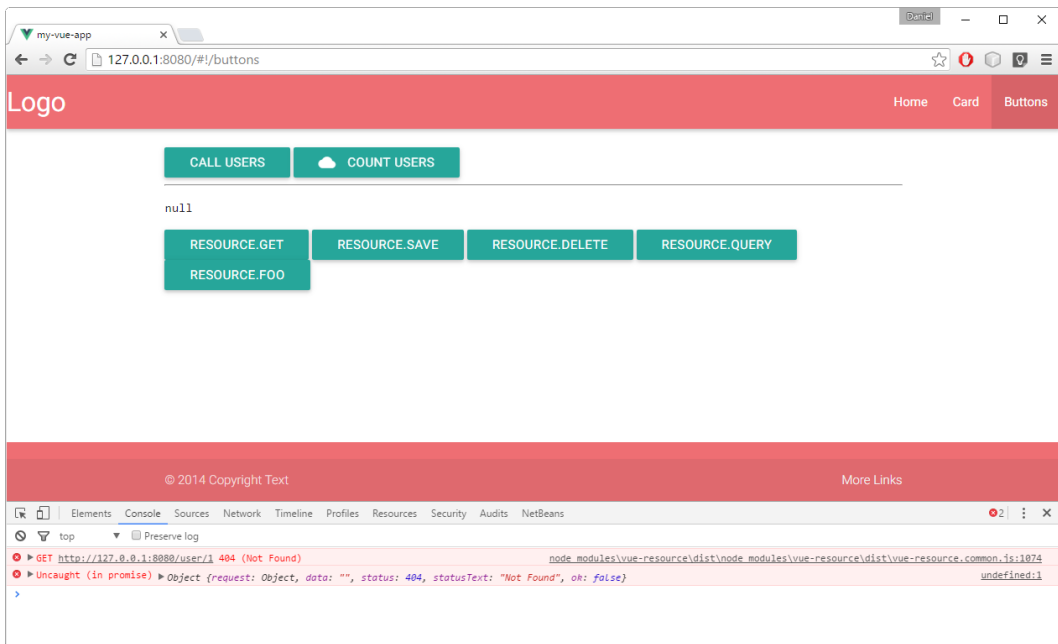 Daniel
my-vue-app
127.0.0.1:8080/#!/buttons
Logo Home Card Buttons
CALL USERS COUNT USERS
null
RESOURCE.GET RESOURCE.SAVE RESOURCE.DELETE RESOURCE.QUERY
RESOURCE.FOO
© 2014 Copyright Text More Links
Elements Console Sources Network Timeline Profiles Resources Security Audits NetBeans 2
top Preserve log
GET http://127.0.0.1:8080/user/1 404 (Not Found) node modules\vue-resource\dist\node modules\vue-resource\dist\vue-resource.common.js:1074
Uncaught (in promise) Object {request: Object, data: "", status: 404, statusText: "Not Found", ok: false} undefined:1